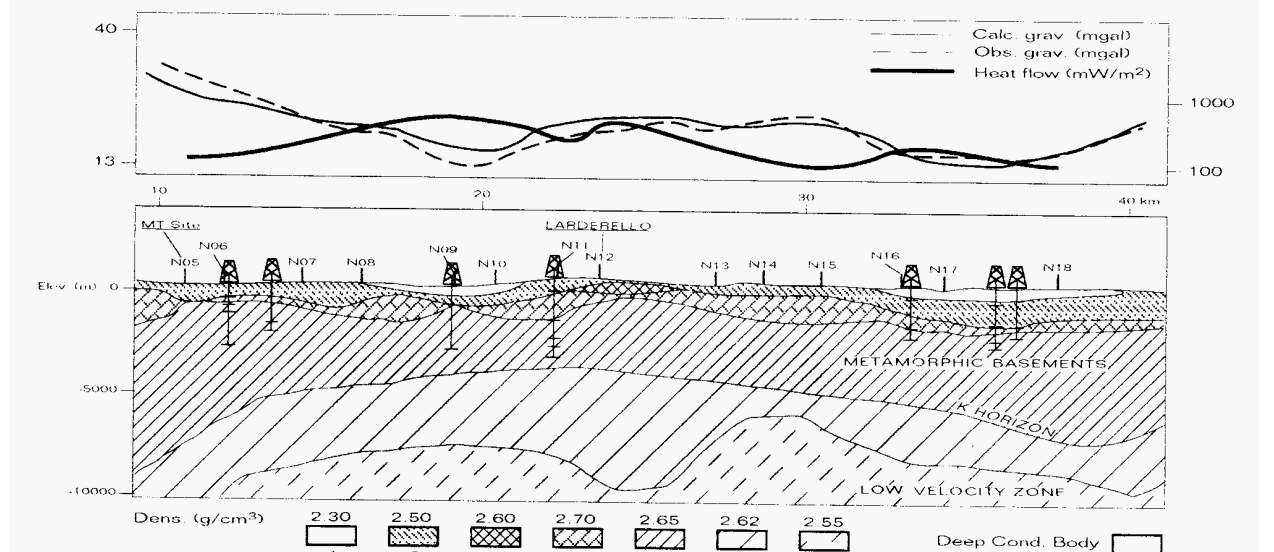 40
13
Calc. grav (mgal)
Obs. grav. (mgal)
Heat flow (mW/m²)
1000
100
10 20 30 40 km
MT Site
LARDERELLO
N05 N06 N07 N08 N09 N10 N11 N12 N13 N14 N15 N16 N17 N18
Elev (m) 0
METAMORPHIC BASEMENTS
-5000
K HORIZON
-10000
LOW VELOCITY ZONE
Dens. (g/cm³) 2.30 2.50 2.60 2.70 2.65 2.62 2.55
Deep Cond. Body